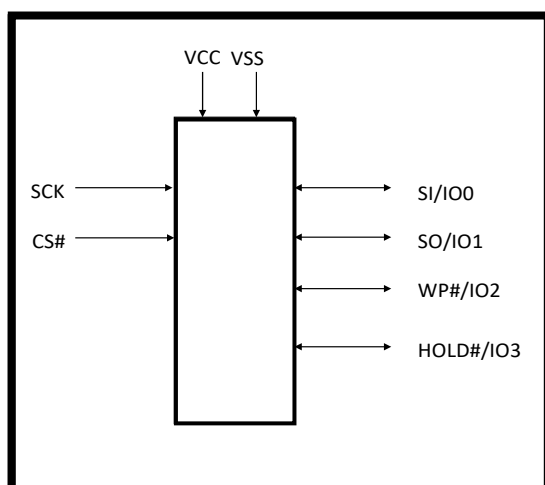 VCC VSS
SCK
SI/IO0
CS#
SO/IO1
WP#/IO2
HOLD#/IO3